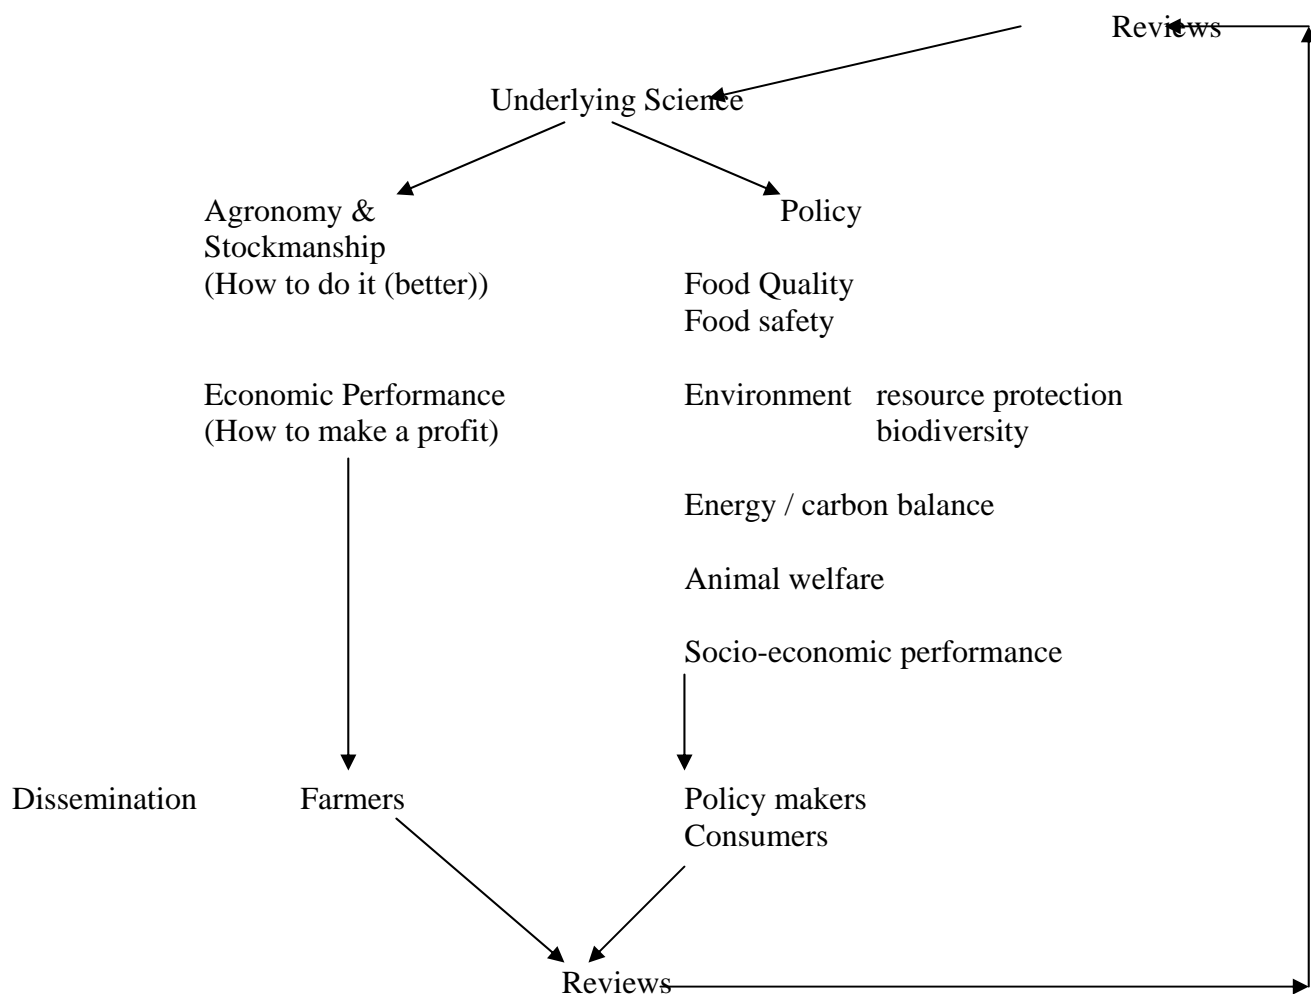 Reviews
Underlying Science
Agronomy &
Stockmanship
(How to do it (better))
Policy
Food Quality
Food safety
Economic Performance
(How to make a profit)
Environment resource protection
biodiversity
Energy / carbon balance
Animal welfare
Socio-economic performance
Dissemination
Farmers
Policy makers
Consumers
Reviews